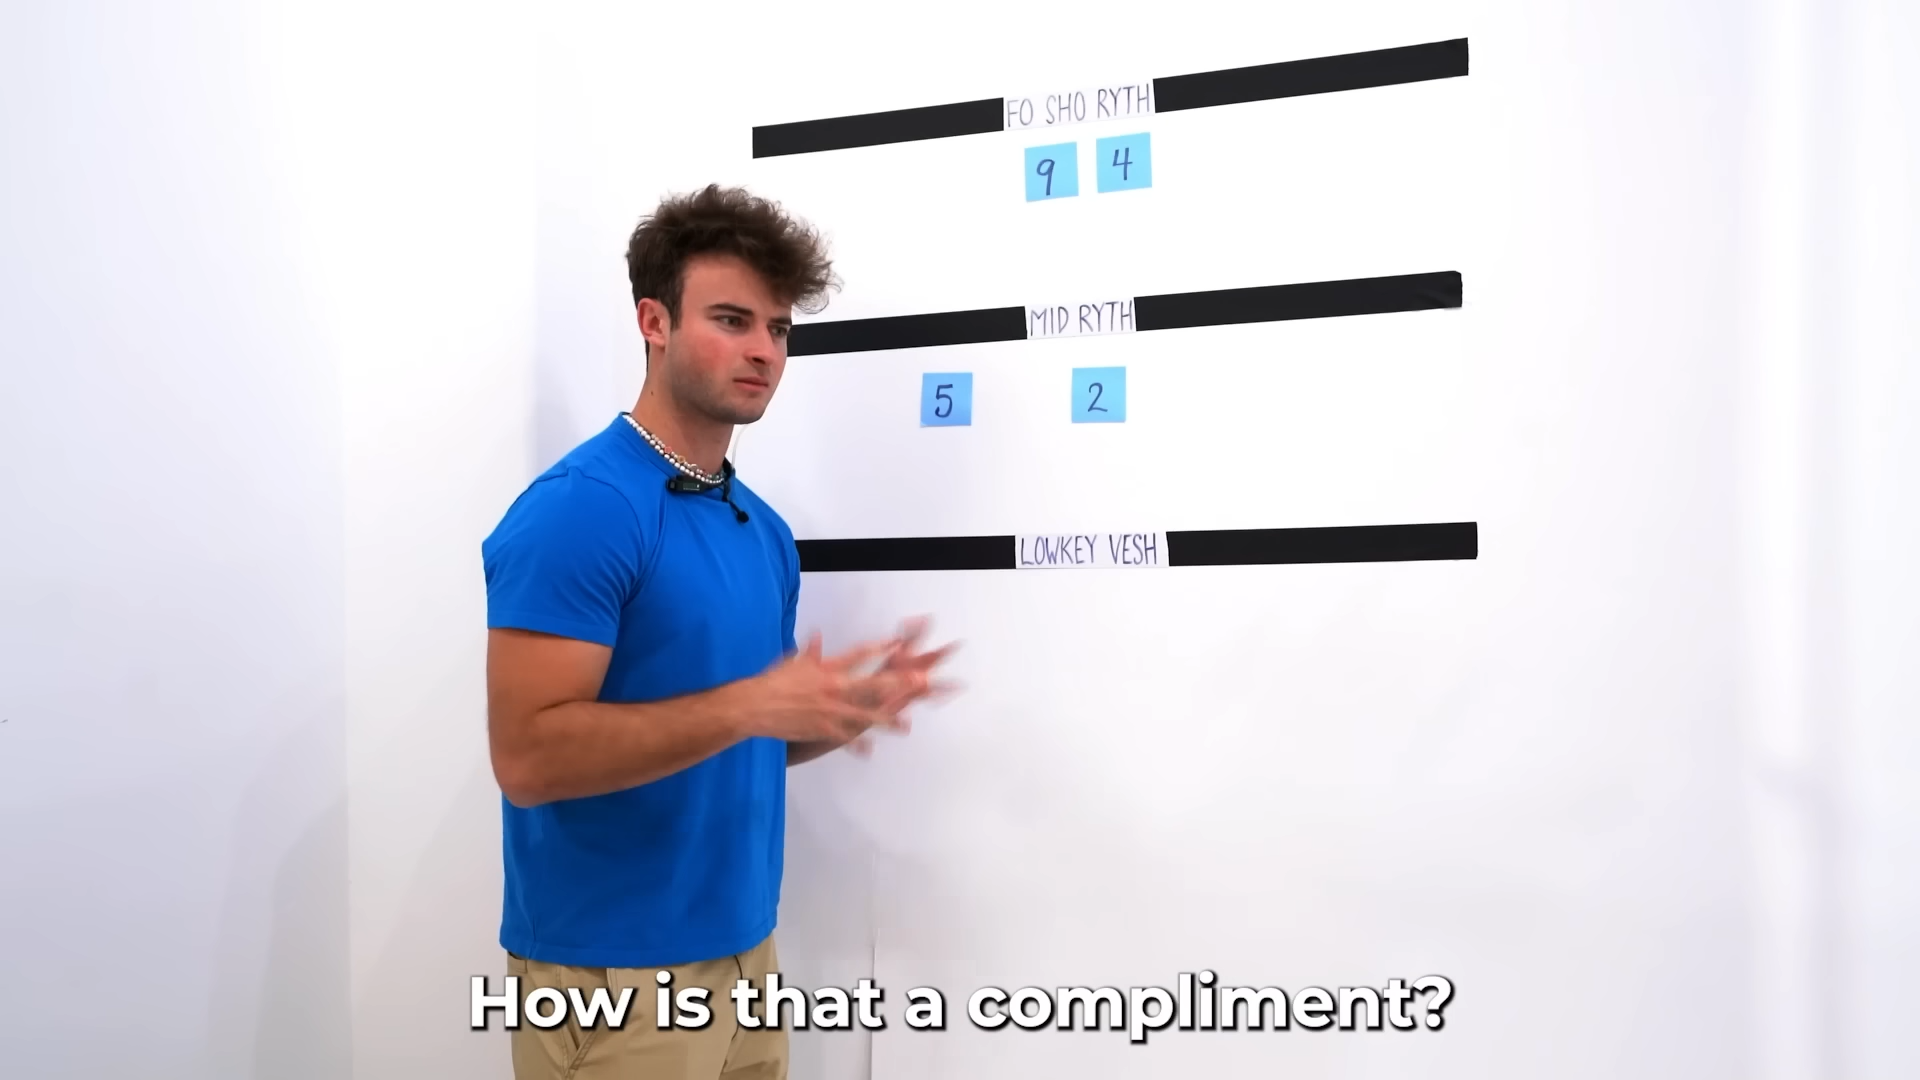 FO SHO RYTH
9 4
MID RYTH
5 2
LOWKEY VESH
How is that a compliment?